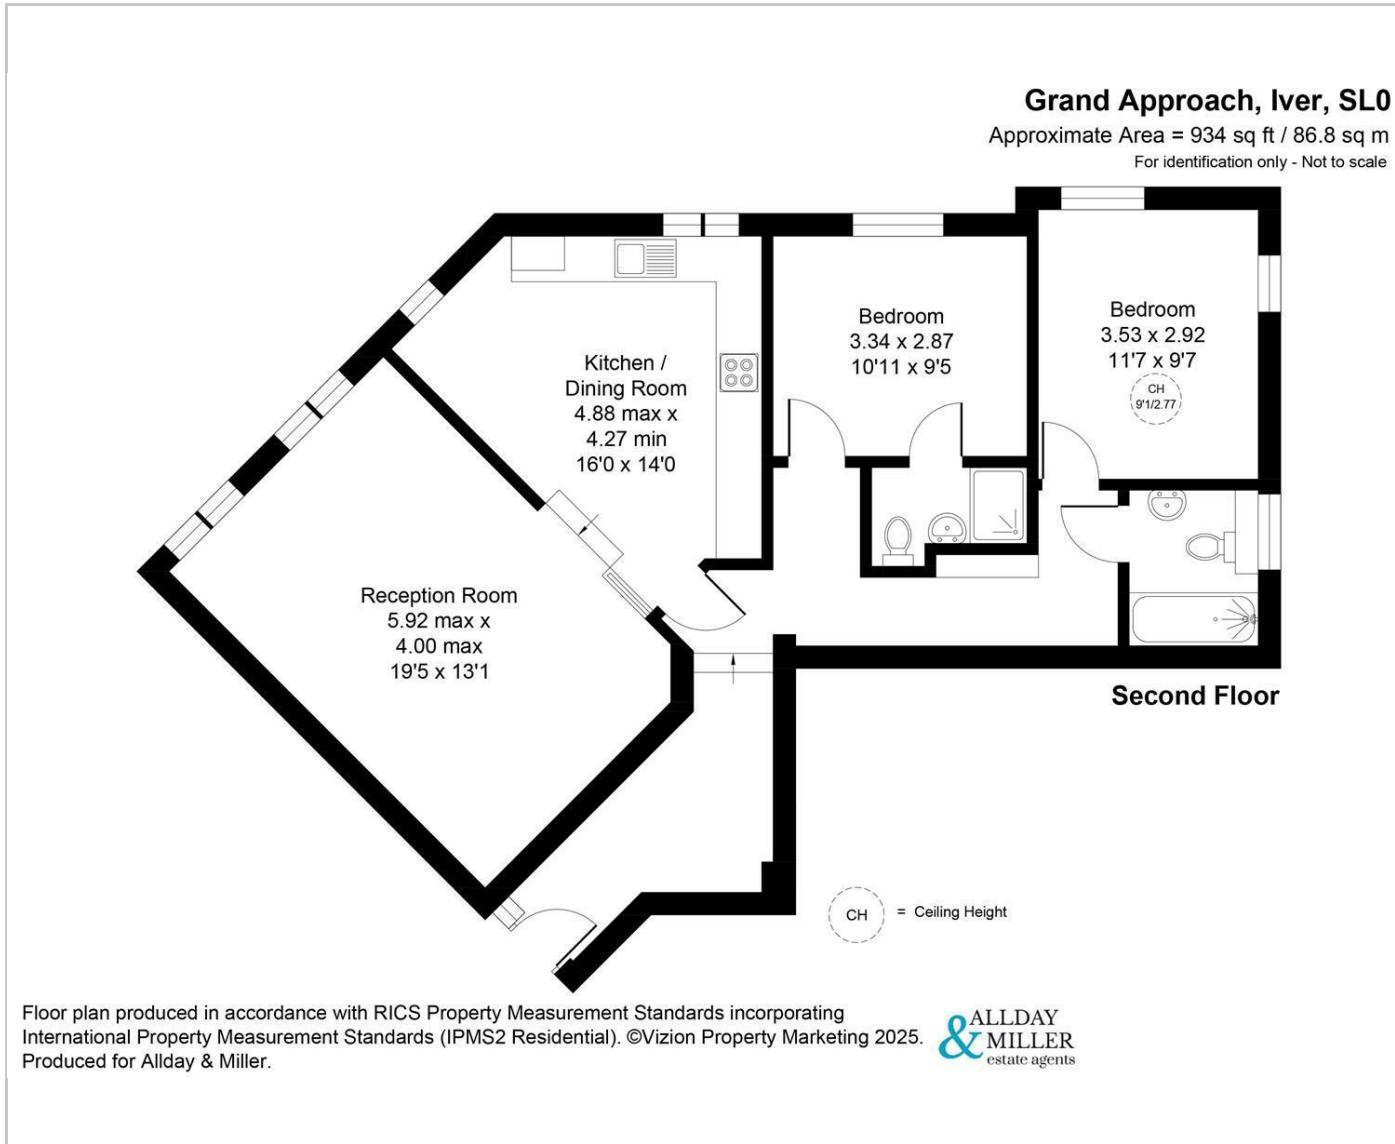 Grand Approach, Iver, SL0
Approximate Area = 934 sq ft / 86.8 sq m
For identification only - Not to scale
Bedroom
3.34 x 2.87
10'11 x 9'5
Bedroom
3.53 x 2.92
11'7 x 9'7
CH
9'1/2.77
Kitchen /
Dining Room
4.88 max x
4.27 min
16'0 x 14'0
Reception Room
5.92 max x
4.00 max
19'5 x 13'1
Second Floor
CH
= Ceiling Height
Floor plan produced in accordance with RICS Property Measurement Standards incorporating
International Property Measurement Standards (IPMS2 Residential). ©Vizion Property Marketing 2025.
Produced for Allday & Miller.
ALLDAY
& MILLER
estate agents